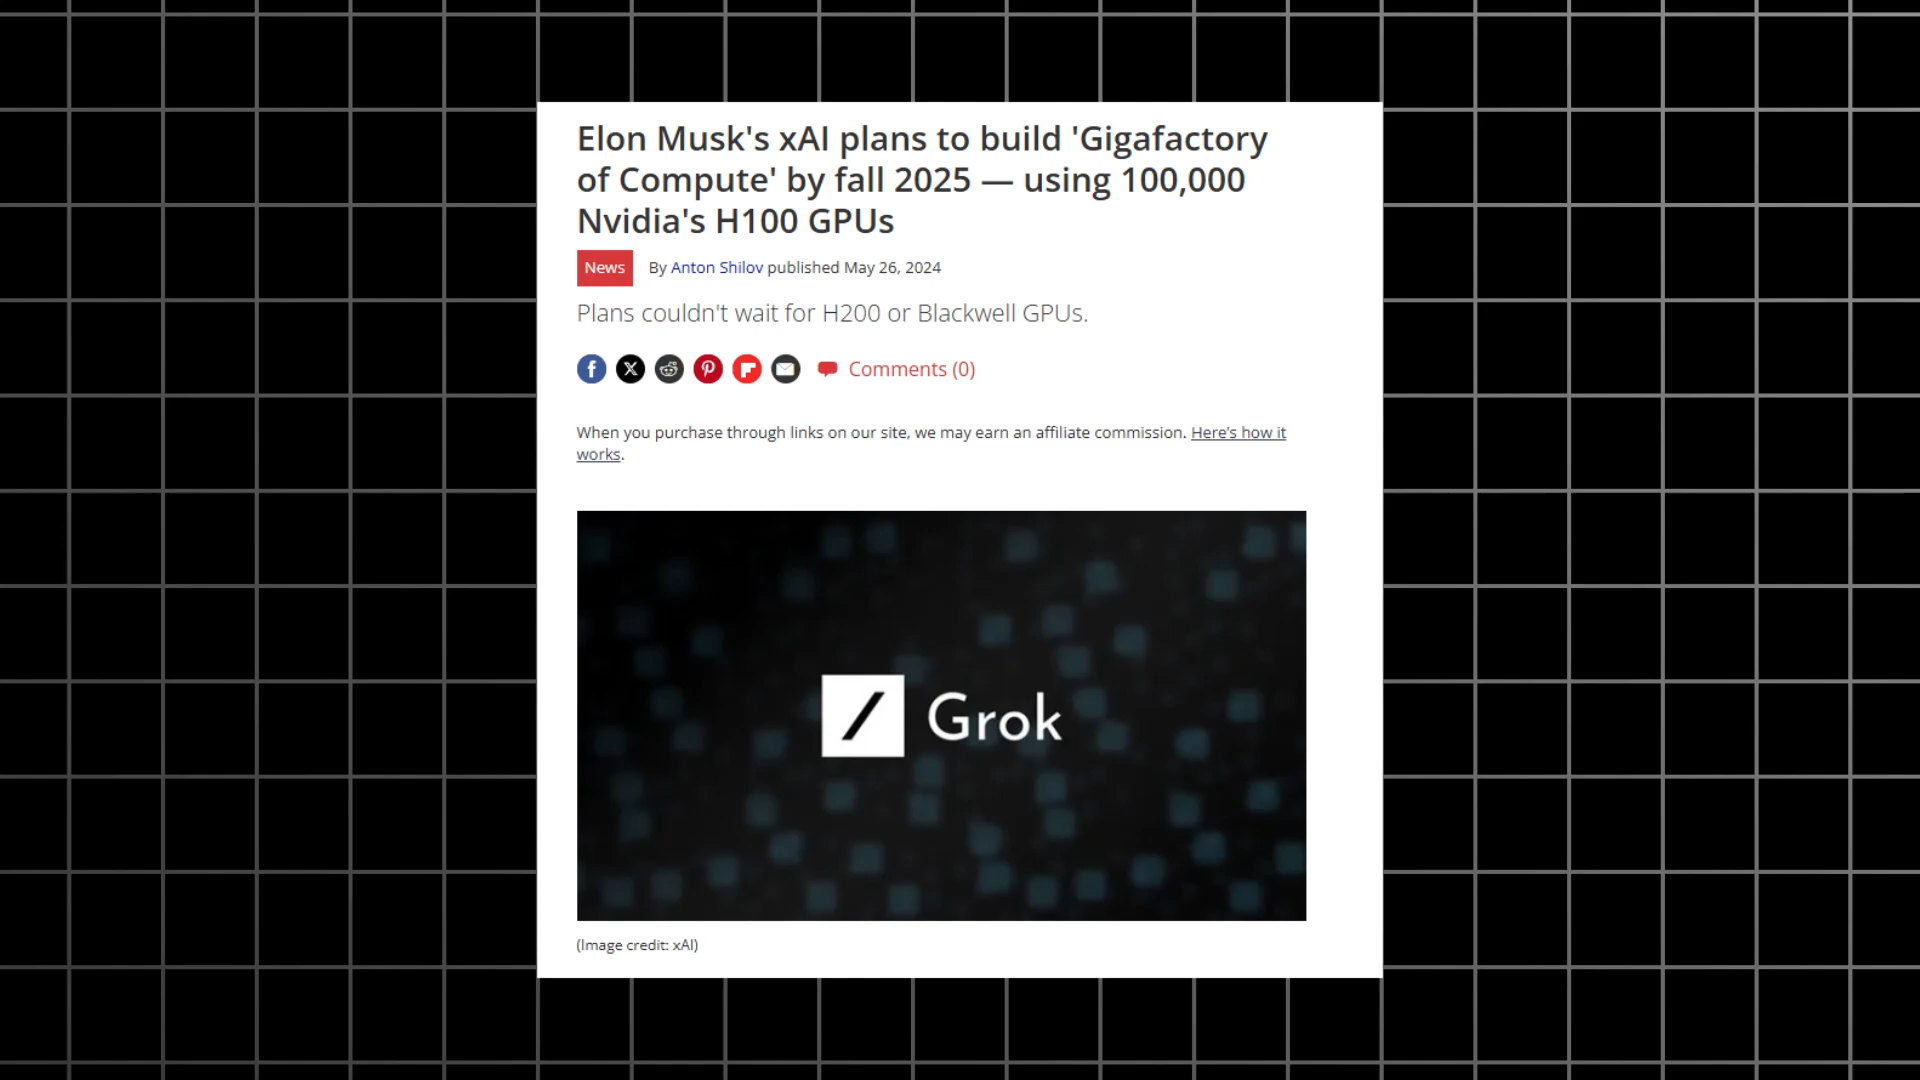 Elon Musk's xAI plans to build 'Gigafactory
of Compute' by fall 2025 — using 100,000
Nvidia's H100 GPUs
News By Anton Shilov published May 26, 2024
Plans couldn't wait for H200 or Blackwell GPUs.
Comments (0)
When you purchase through links on our site, we may earn an affiliate commission. Here’s how it
works.
Grok
(Image credit: xAI)